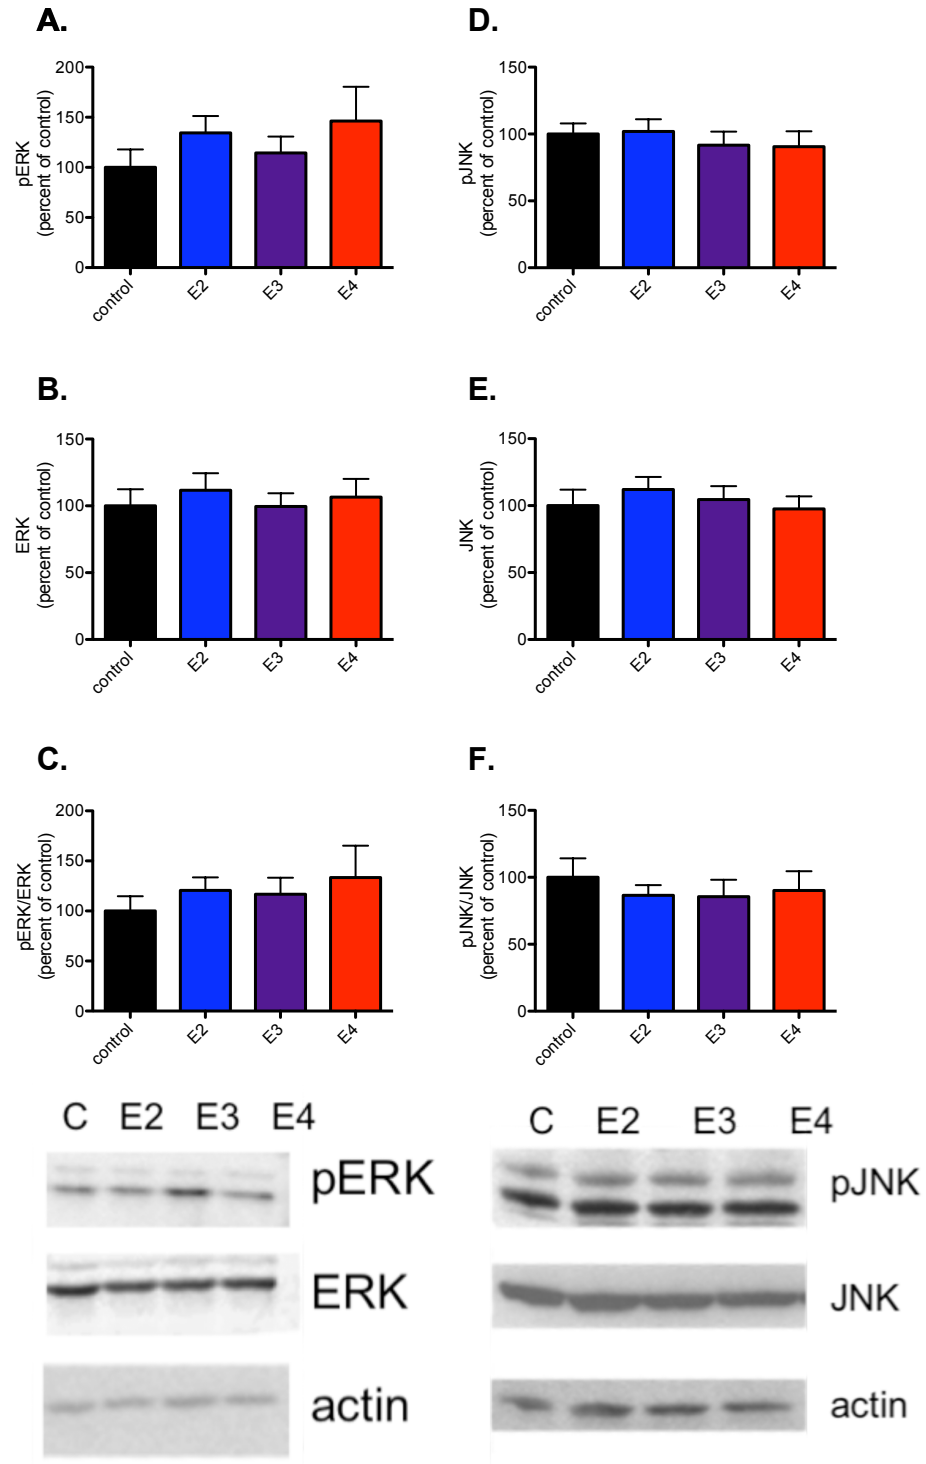 A.
pERK
(percent of control)
200
150
100
50
0
control
E2
E3
E4
D.
pJNK
(percent of control)
150
100
50
0
control
E2
E3
E4
B.
ERK
(percent of control)
150
100
50
0
control
E2
E3
E4
E.
JNK
(percent of control)
150
100
50
0
control
E2
E3
E4
C.
pERK/ERK
(percent of control)
200
150
100
50
0
control
E2
E3
E4
F.
pJNK/JNK
(percent of control)
150
100
50
0
control
E2
E3
E4
C E2 E3 E4
pERK
ERK
actin
C E2 E3 E4
pJNK
JNK
actin